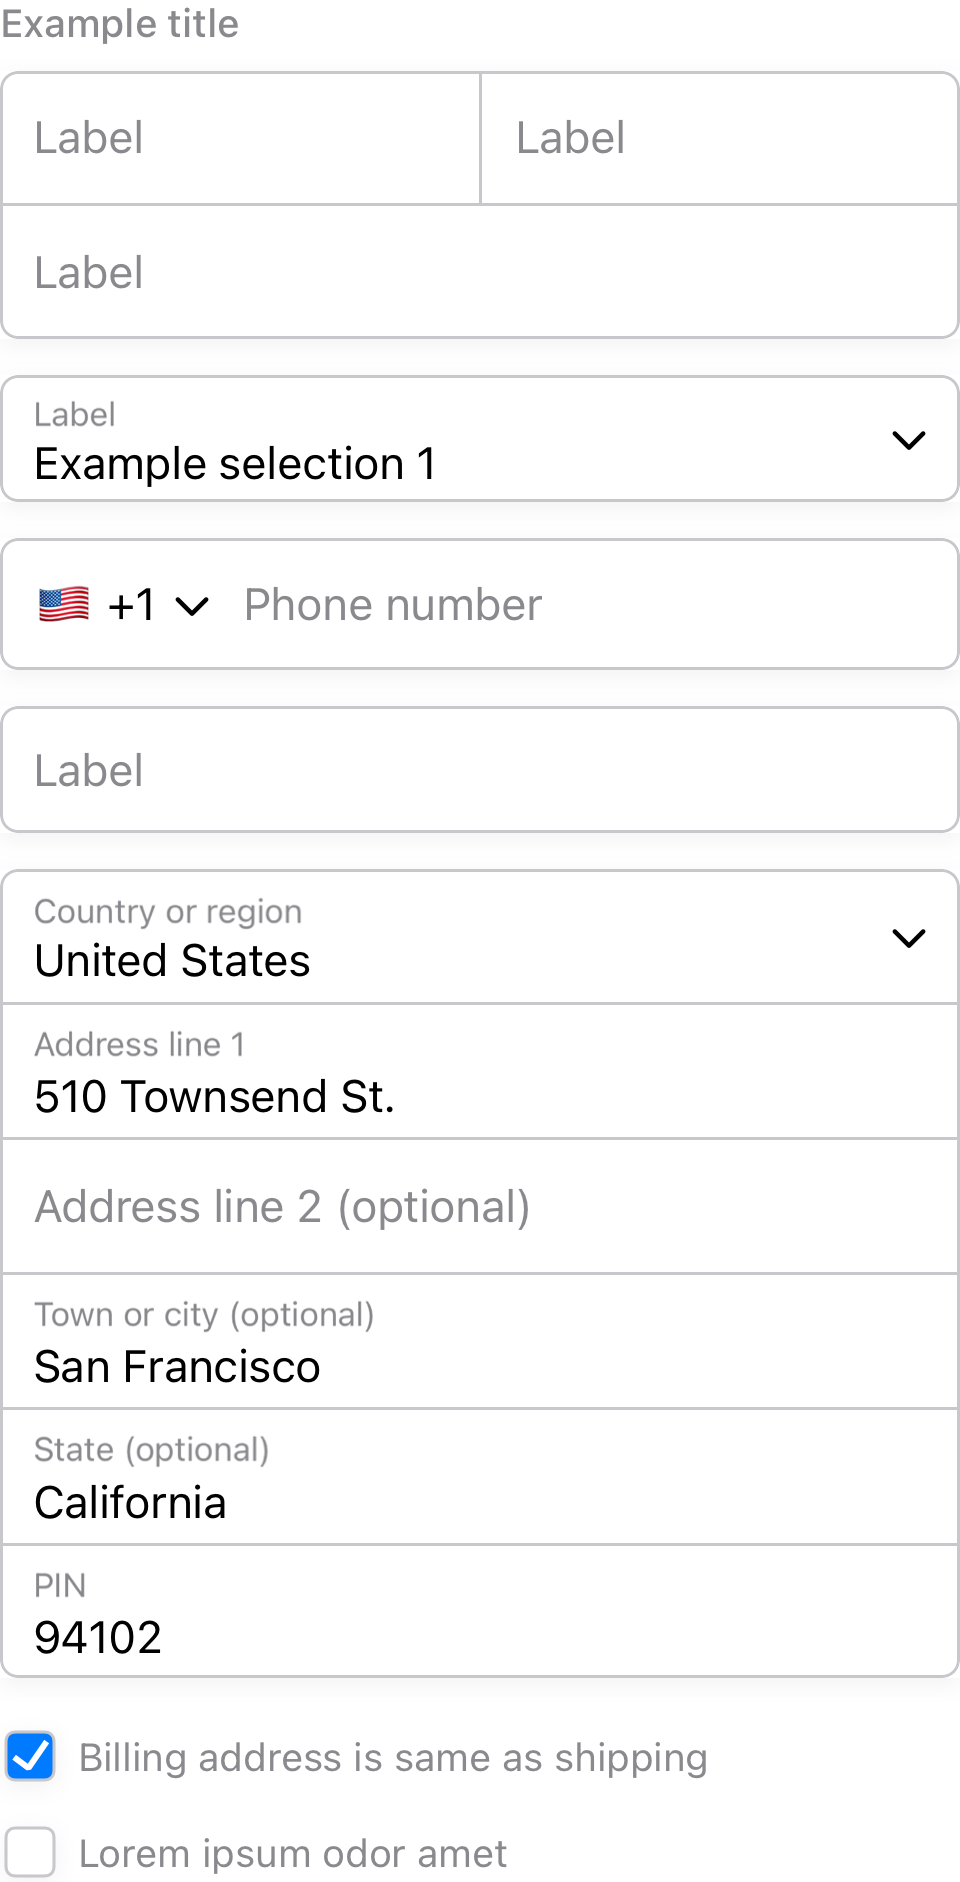 Example title
Label
Label
Label
Label
Example selection 1
🇺🇸 +1 Phone number
Label
Country or region
United States
Address line 1
510 Townsend St.
Address line 2 (optional)
Town or city (optional)
San Francisco
State (optional)
California
PIN
94102
Billing address is same as shipping
Lorem ipsum odor amet